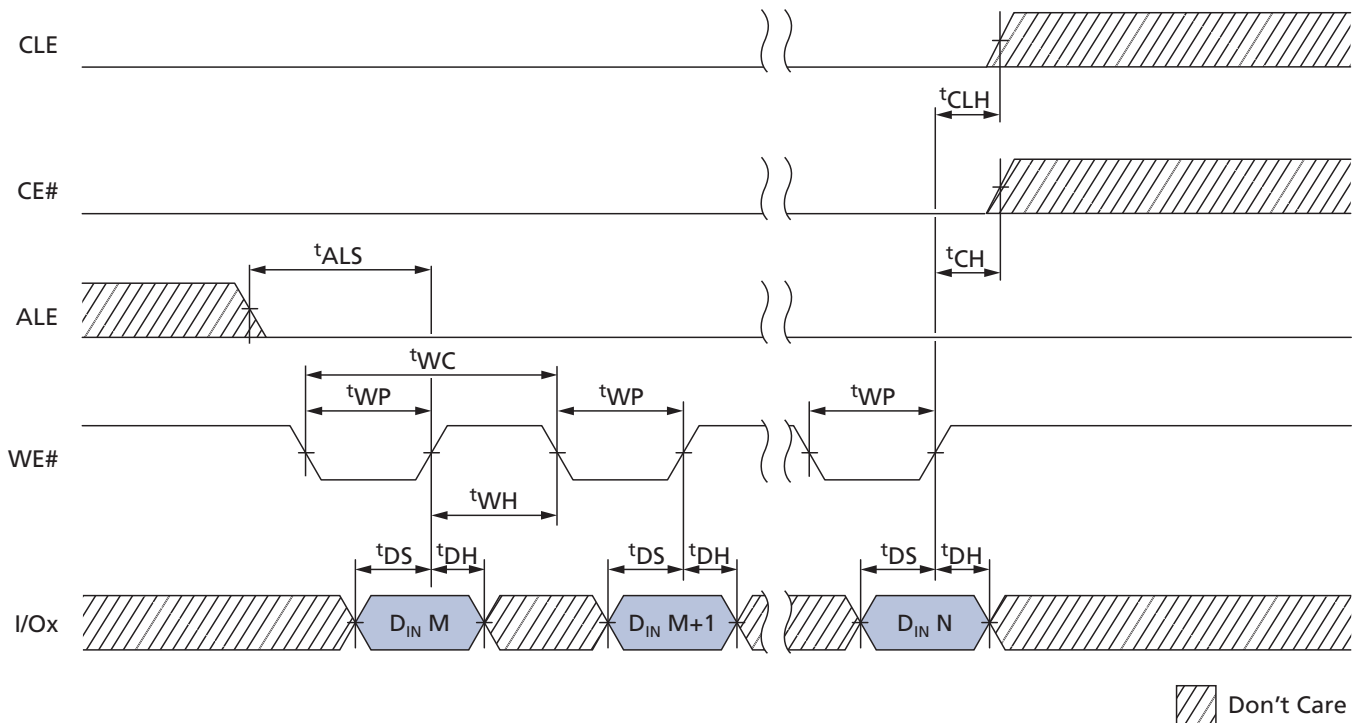 CLE
tCLH
CE#
tALS
tCH
ALE
tWC
tWP
tWP
tWP
WE#
tWH
tDS
tDH
tDS
tDH
tDS
tDH
I/Ox
DIN M
DIN M+1
DIN N
Don't Care